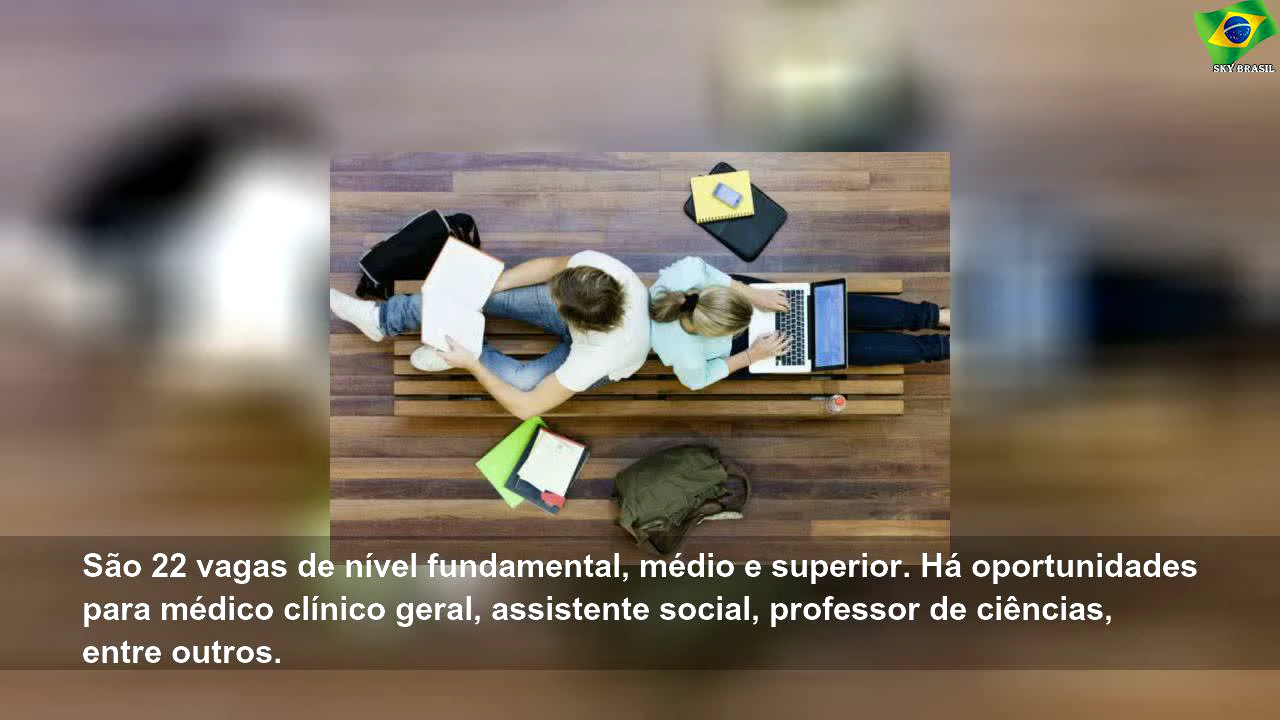 SKY BRASIL
São 22 vagas de nível fundamental, médio e superior. Há oportunidades
para médico clínico geral, assistente social, professor de ciências,
entre outros.